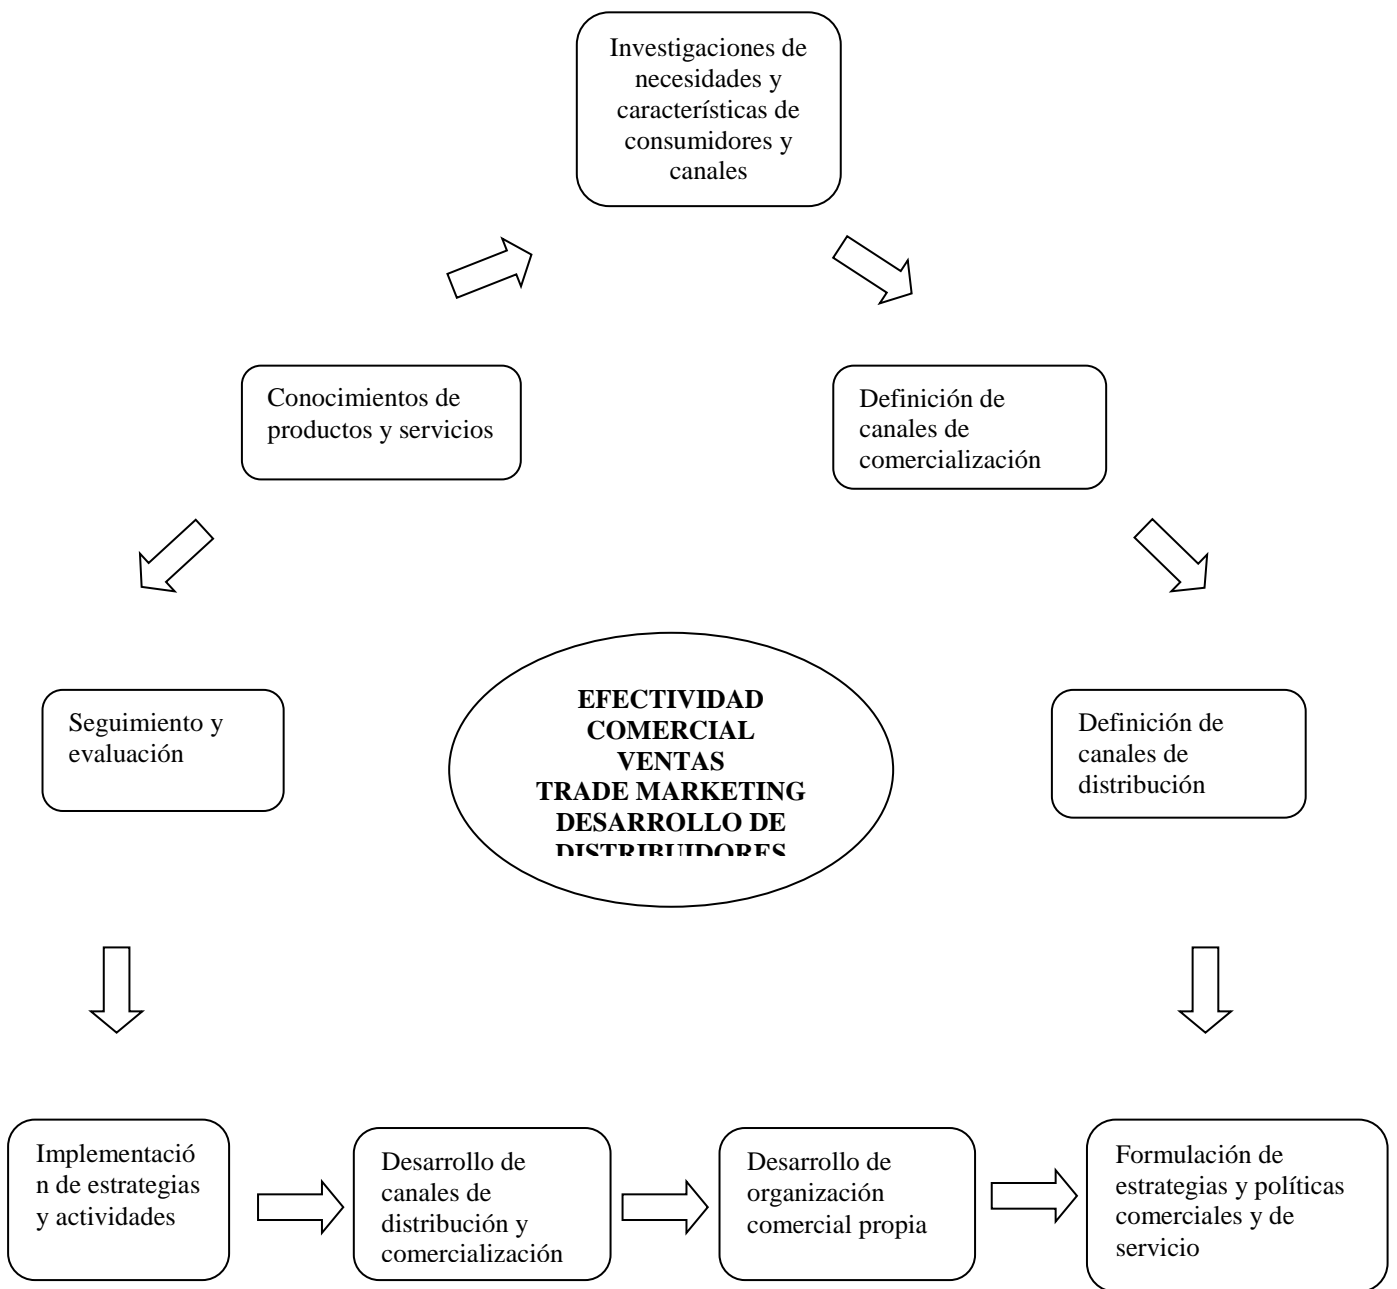 Investigaciones de
necesidades y
características de
consumidores y
canales
Conocimientos de
productos y servicios
Definición de
canales de
comercialización
Seguimiento y
evaluación
EFECTIVIDAD
COMERCIAL
VENTAS
TRADE MARKETING
DESARROLLO DE
DISTRIBUIDORES
Definición de
canales de
distribución
Implementació
n de estrategias
y actividades
Desarrollo de
canales de
distribución y
comercialización
Desarrollo de
organización
comercial propia
Formulación de
estrategias y políticas
comerciales y de
servicio